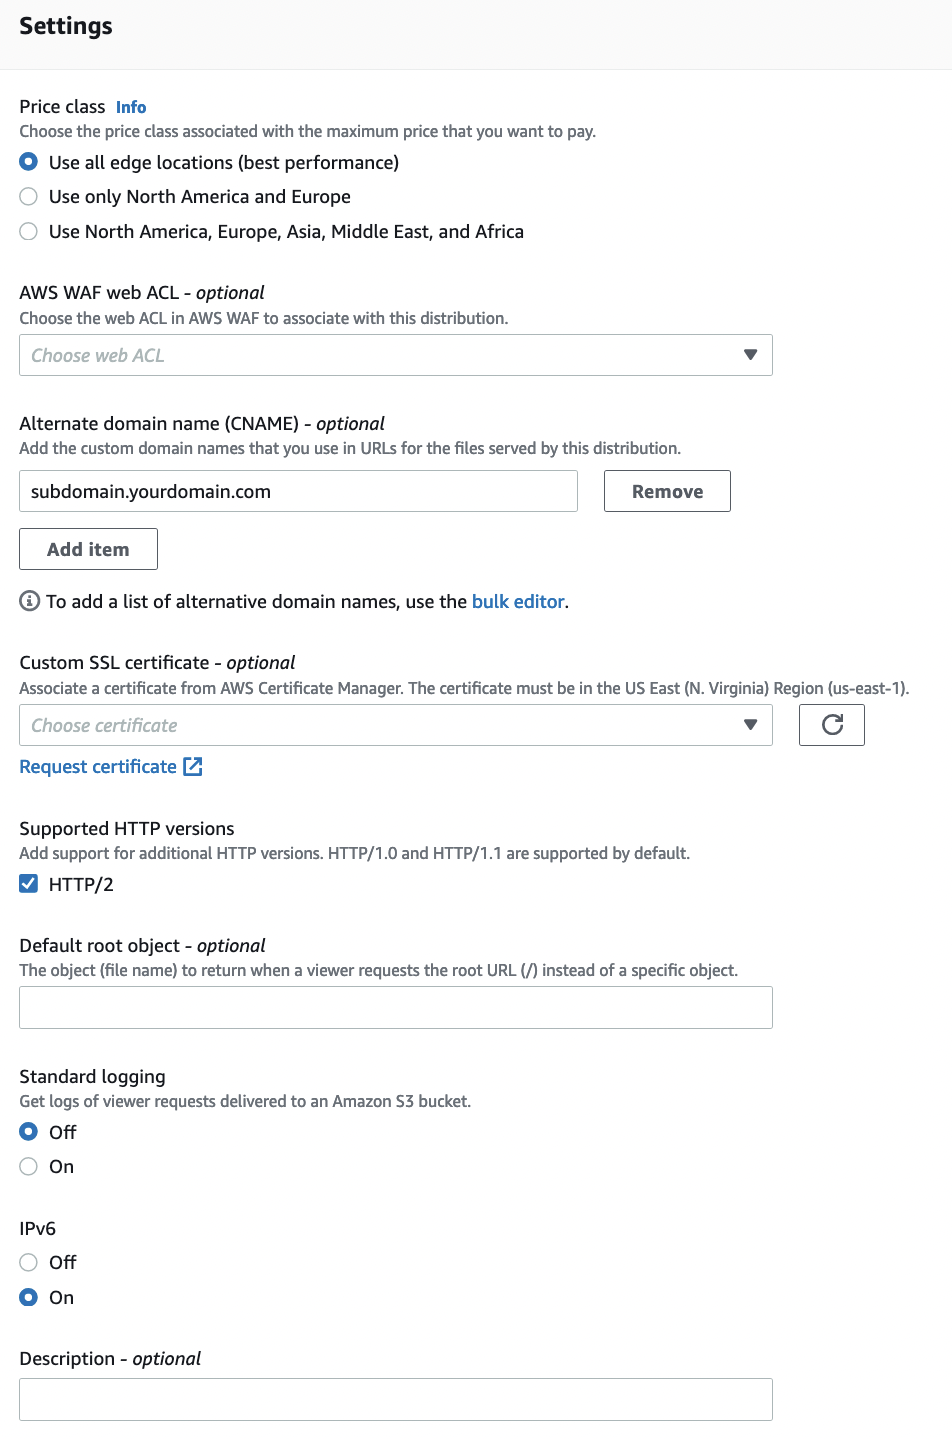 Settings
Price class Info
Choose the price class associated with the maximum price that you want to pay.
Use all edge locations (best performance)
Use only North America and Europe
Use North America, Europe, Asia, Middle East, and Africa
AWS WAF web ACL - optional
Choose the web ACL in AWS WAF to associate with this distribution.
Choose web ACL
Alternate domain name (CNAME) - optional
Add the custom domain names that you use in URLs for the files served by this distribution.
subdomain.yourdomain.com Remove
Add item
To add a list of alternative domain names, use the bulk editor.
Custom SSL certificate - optional
Associate a certificate from AWS Certificate Manager. The certificate must be in the US East (N. Virginia) Region (us-east-1).
Choose certificate
Request certificate
Supported HTTP versions
Add support for additional HTTP versions. HTTP/1.0 and HTTP/1.1 are supported by default.
HTTP/2
Default root object - optional
The object (file name) to return when a viewer requests the root URL (/) instead of a specific object.
Standard logging
Get logs of viewer requests delivered to an Amazon S3 bucket.
Off
On
IPv6
Off
On
Description - optional